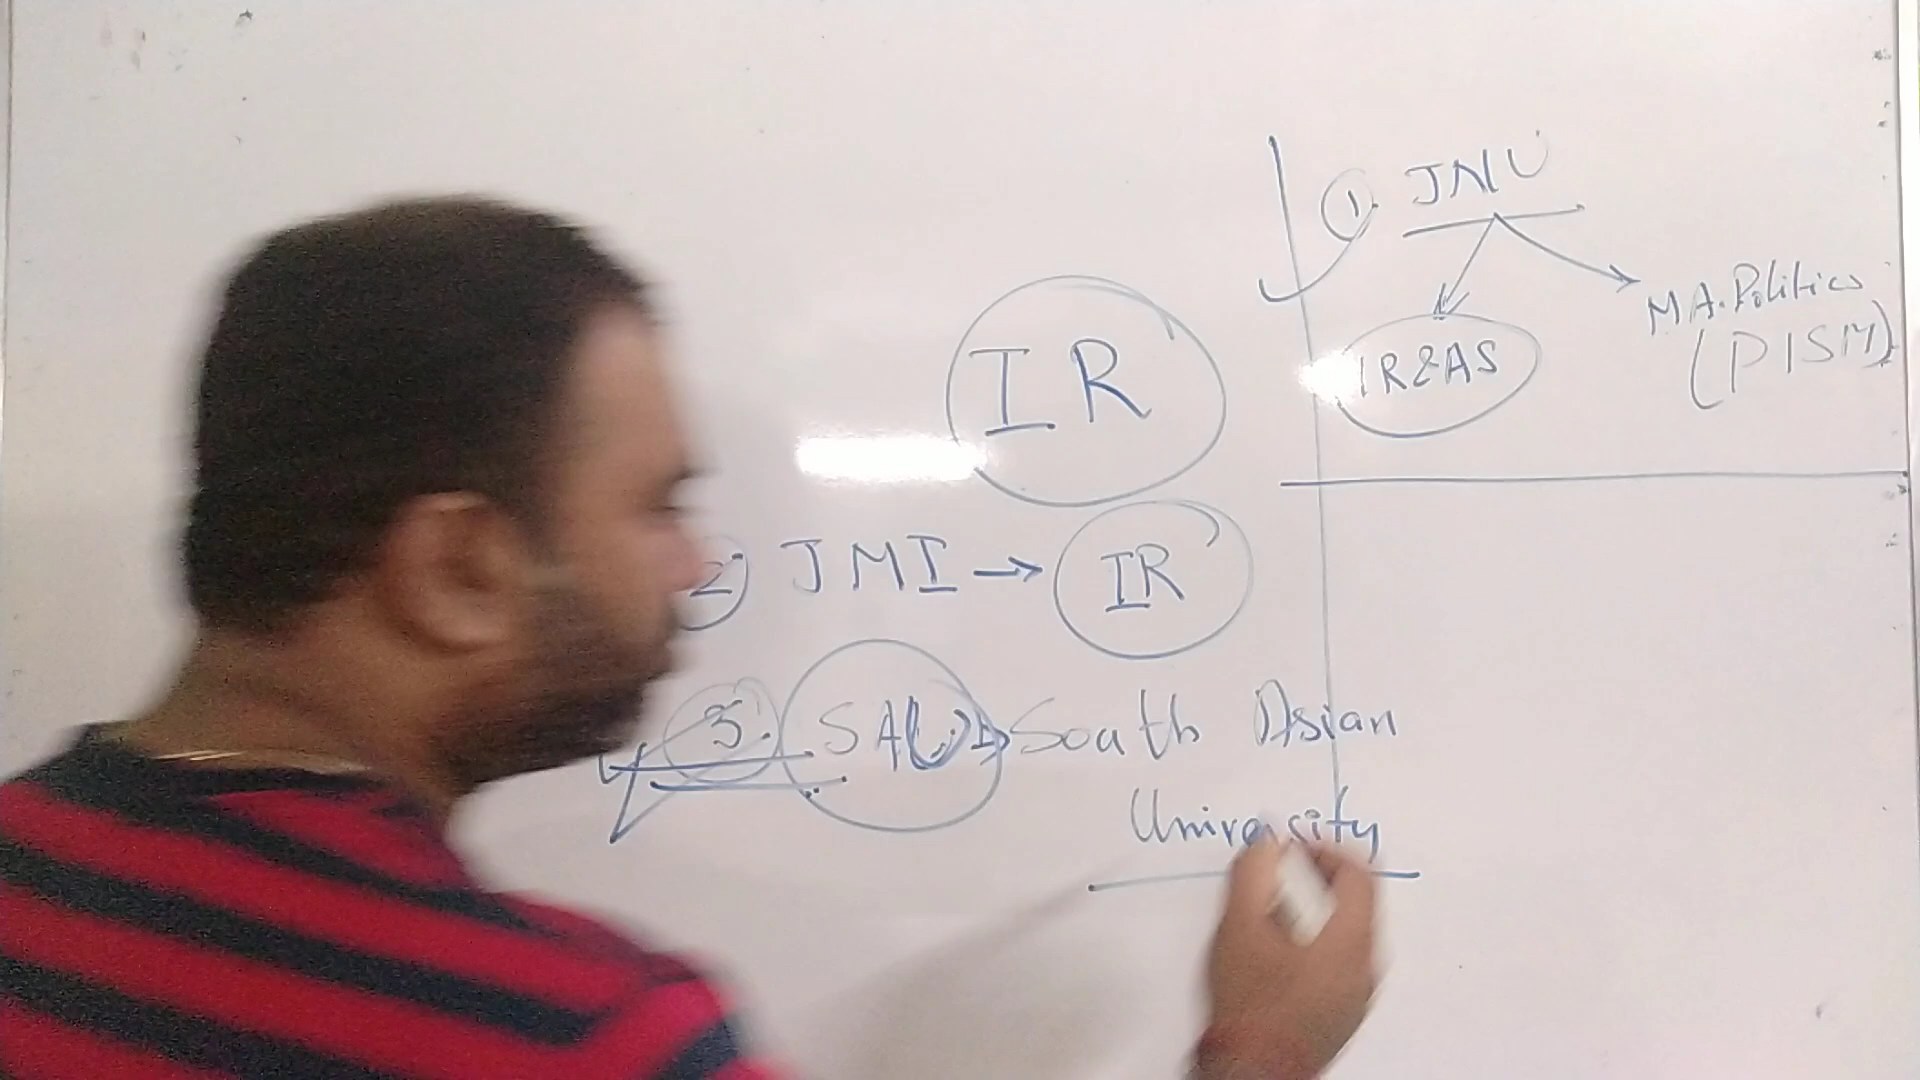 ① JNU
IR&AS
M.A. Politics
(PISM)
IR
② JMI → IR
3. SAU → South Asian
University